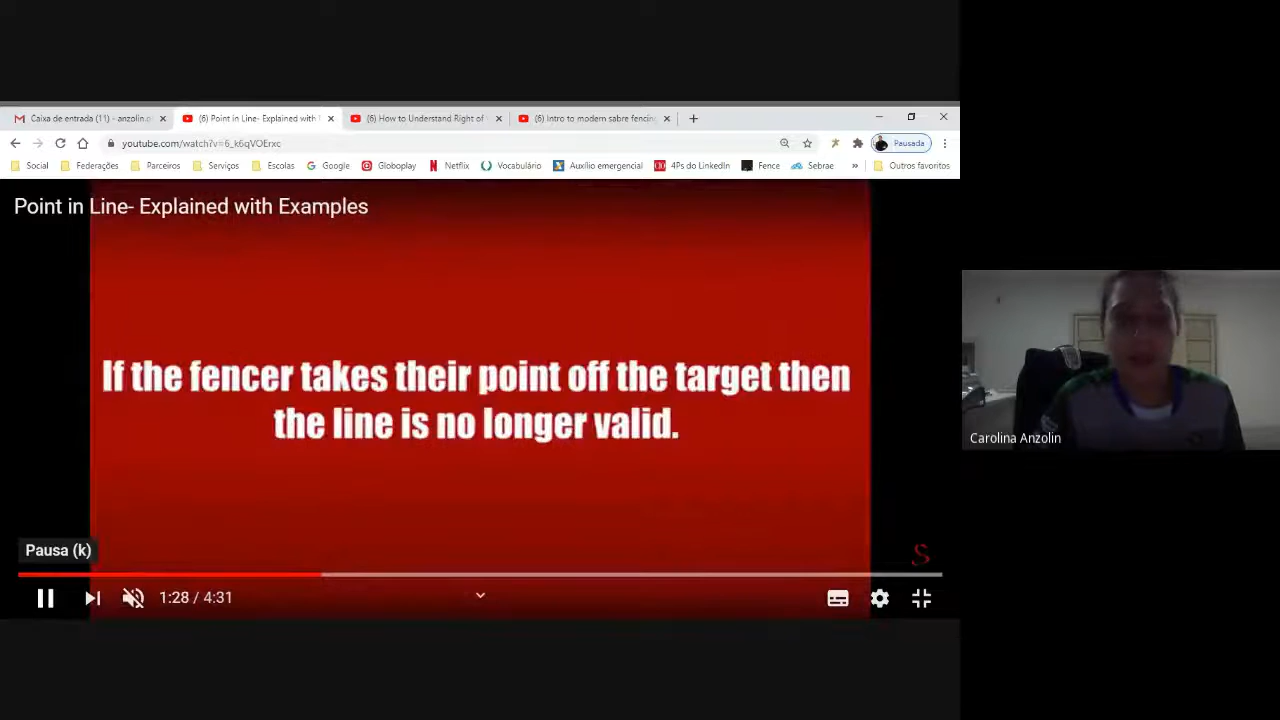 Caixa de entrada (11) - anzolin.o
(6) Point in Line- Explained with
(6) How to Understand Right of
(6) Intro to modern sabre fencing
youtube.com/watch?v=6_k6qVOErxc
Pausada
Social
Federações
Parceiros
Serviços
Escolas
Google
Globoplay
Netflix
Vocabulário
Auxílio emergencial
4Ps do LinkedIn
Fence
Sebrae
»
Outros favoritos
Point in Line- Explained with Examples
If the fencer takes their point off the target then
the line is no longer valid.
Carolina Anzolin
Pausa (k)
S
1:28 / 4:31